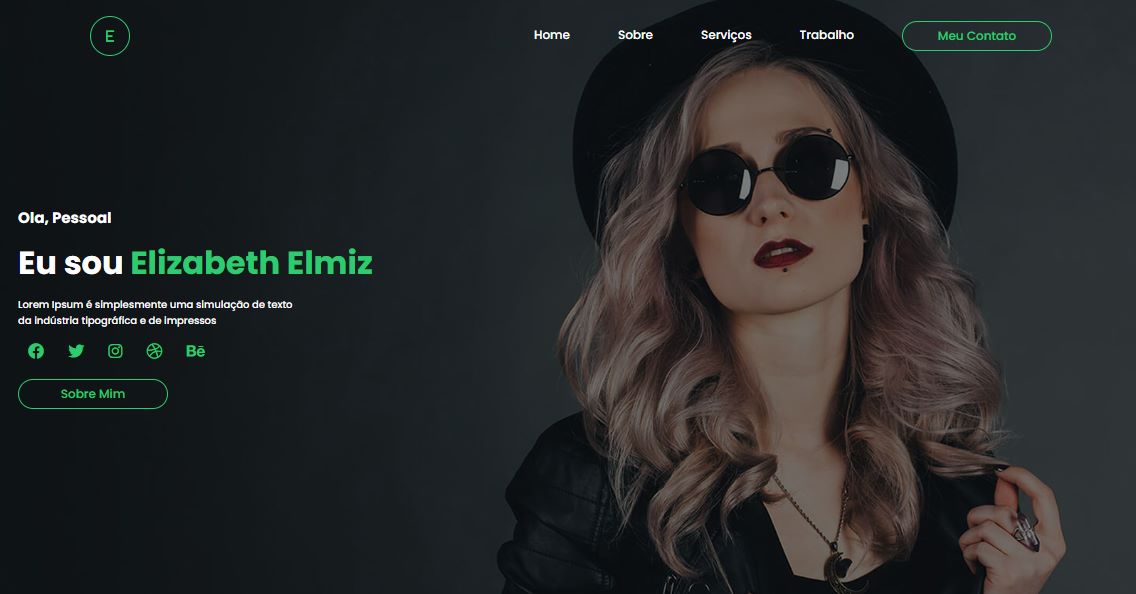 E
Home Sobre Serviços Trabalho Meu Contato
Ola, Pessoal
Eu sou Elizabeth Elmiz
Lorem Ipsum é simplesmente uma simulação de texto
da indústria tipográfica e de impressos
Bē
Sobre Mim